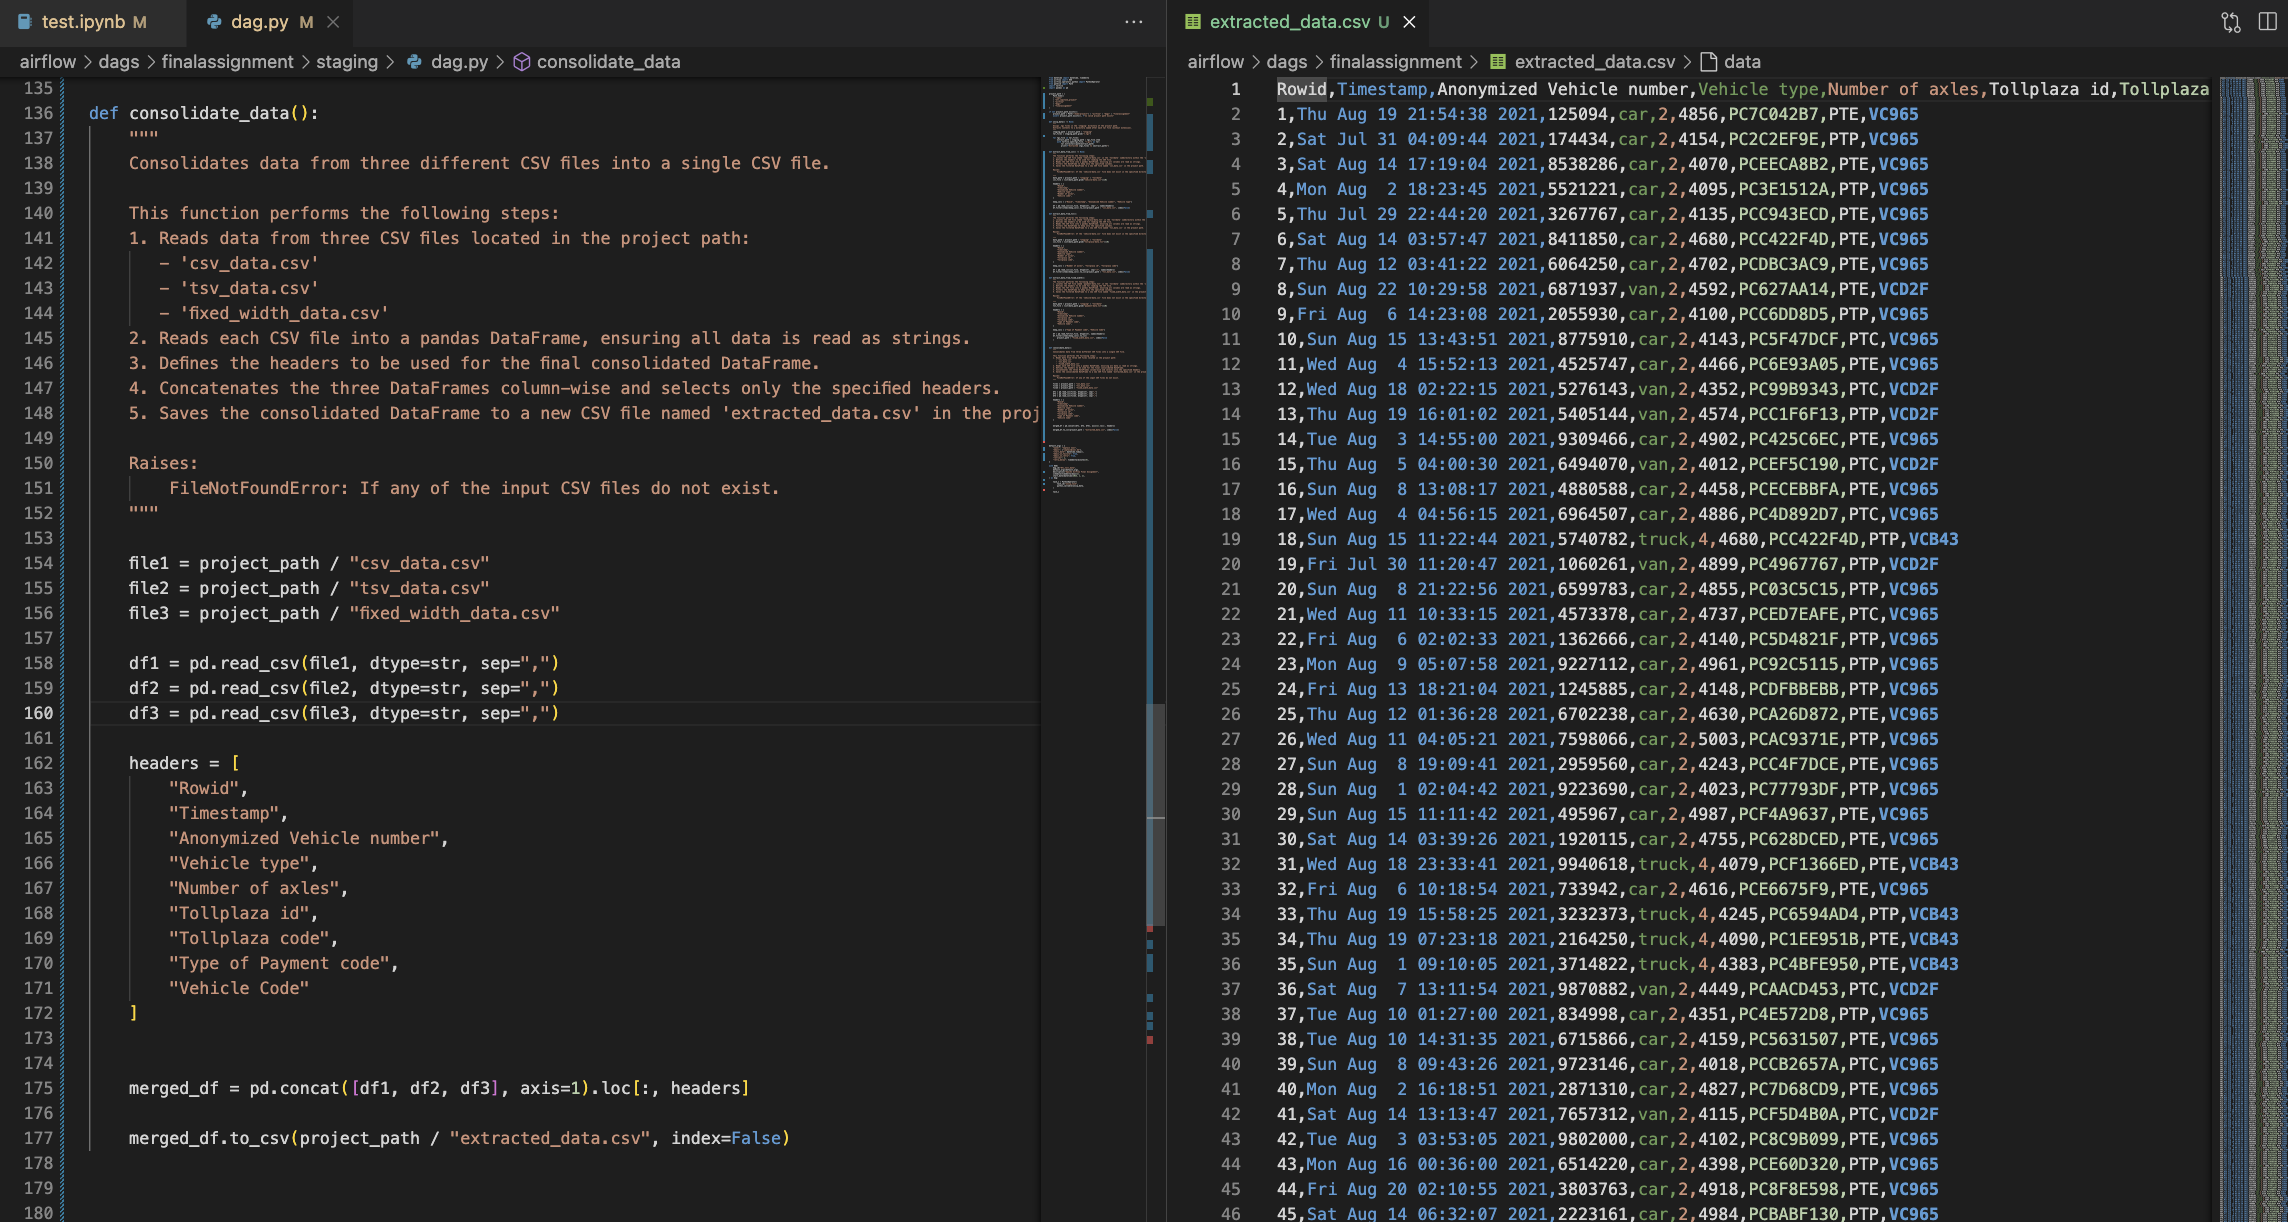 test.ipynb M
dag.py M
airflow > dags > finalassignment > staging > dag.py > consolidate_data
135
136 def consolidate_data():
137 """
138 Consolidates data from three different CSV files into a single CSV file.
139
140 This function performs the following steps:
141 1. Reads data from three CSV files located in the project path:
142 - 'csv_data.csv'
143 - 'tsv_data.csv'
144 - 'fixed_width_data.csv'
145 2. Reads each CSV file into a pandas DataFrame, ensuring all data is read as strings.
146 3. Defines the headers to be used for the final consolidated DataFrame.
147 4. Concatenates the three DataFrames column-wise and selects only the specified headers.
148 5. Saves the consolidated DataFrame to a new CSV file named 'extracted_data.csv' in the proj
149
150 Raises:
151 FileNotFoundError: If any of the input CSV files do not exist.
152 """
153
154 file1 = project_path / "csv_data.csv"
155 file2 = project_path / "tsv_data.csv"
156 file3 = project_path / "fixed_width_data.csv"
157
158 df1 = pd.read_csv(file1, dtype=str, sep=",")
159 df2 = pd.read_csv(file2, dtype=str, sep=",")
160 df3 = pd.read_csv(file3, dtype=str, sep=",")
161
162 headers = [
163 "Rowid",
164 "Timestamp",
165 "Anonymized Vehicle number",
166 "Vehicle type",
167 "Number of axles",
168 "Tollplaza id",
169 "Tollplaza code",
170 "Type of Payment code",
171 "Vehicle Code"
172 ]
173
174
175 merged_df = pd.concat([df1, df2, df3], axis=1).loc[:, headers]
176
177 merged_df.to_csv(project_path / "extracted_data.csv", index=False)
178
179
180
extracted_data.csv U
airflow > dags > finalassignment > extracted_data.csv > data
1 Rowid,Timestamp,Anonymized Vehicle number,Vehicle type,Number of axles,Tollplaza id,Tollplaza
2 1,Thu Aug 19 21:54:38 2021,125094,car,2,4856,PC7C042B7,PTE,VC965
3 2,Sat Jul 31 04:09:44 2021,174434,car,2,4154,PC2C2EF9E,PTP,VC965
4 3,Sat Aug 14 17:19:04 2021,8538286,car,2,4070,PCEECA8B2,PTE,VC965
5 4,Mon Aug  2 18:23:45 2021,5521221,car,2,4095,PC3E1512A,PTP,VC965
6 5,Thu Jul 29 22:44:20 2021,3267767,car,2,4135,PCC943ECD,PTE,VC965
7 6,Sat Aug 14 03:57:47 2021,8411850,car,2,4680,PCC422F4D,PTE,VC965
8 7,Thu Aug 12 03:41:22 2021,6064250,car,2,4702,PCDBC3AC9,PTE,VC965
9 8,Sun Aug 22 10:29:58 2021,6871937,van,2,4592,PC627AA14,PTE,VCD2F
10 9,Fri Aug  6 14:23:08 2021,2055930,car,2,4100,PCC6DD8D5,PTP,VC965
11 10,Sun Aug 15 13:43:51 2021,8775910,car,2,4143,PC5F47DCF,PTC,VC965
12 11,Wed Aug  4 15:52:13 2021,4525747,car,2,4466,PC6E93A05,PTE,VC965
13 12,Wed Aug 18 02:22:15 2021,5276143,van,2,4352,PC99B9343,PTC,VCD2F
14 13,Thu Aug 19 16:01:02 2021,5405144,van,2,4574,PCC1F6F13,PTP,VCD2F
15 14,Tue Aug  3 14:55:00 2021,9309466,car,2,4902,PC425C6EC,PTE,VC965
16 15,Thu Aug  5 04:00:30 2021,6494070,van,2,4012,PCEF5C190,PTC,VCD2F
17 16,Sun Aug  8 13:08:17 2021,4880588,car,2,4458,PCECEBBFA,PTE,VC965
18 17,Wed Aug  4 04:56:15 2021,6964507,car,2,4886,PC4D892D7,PTC,VC965
19 18,Sun Aug 15 11:22:44 2021,5740782,truck,4,4680,PCC422F4D,PTP,VCB43
20 19,Fri Jul 30 11:20:47 2021,1060261,van,2,4899,PC4967767,PTP,VCD2F
21 20,Sun Aug  8 21:22:56 2021,6599783,car,2,4855,PC03C5C15,PTP,VC965
22 21,Wed Aug 11 10:33:15 2021,4573378,car,2,4737,PCED7EAFE,PTC,VC965
23 22,Fri Aug  6 02:02:33 2021,1362666,car,2,4140,PC5D4821F,PTP,VC965
24 23,Mon Aug  9 05:07:58 2021,9227112,car,2,4961,PC92C5115,PTP,VC965
25 24,Fri Aug 13 18:21:04 2021,1245885,car,2,4148,PCDFBBEBB,PTP,VC965
26 25,Thu Aug 12 01:36:28 2021,6702238,car,2,4630,PCA26D872,PTE,VC965
27 26,Wed Aug 11 04:05:21 2021,7598066,car,2,5003,PCAC9371E,PTP,VC965
28 27,Sun Aug  8 19:09:41 2021,2959560,car,2,4243,PCC4F7DCE,PTE,VC965
29 28,Sun Aug  1 02:04:42 2021,9223690,car,2,4023,PC77793DF,PTP,VC965
30 29,Sun Aug 15 11:11:42 2021,495967,car,2,4987,PCF4A9637,PTE,VC965
31 30,Sat Aug 14 03:39:26 2021,1920115,car,2,4755,PC628DCED,PTE,VC965
32 31,Wed Aug 18 23:33:41 2021,9940618,truck,4,4079,PCF1366ED,PTE,VCB43
33 32,Fri Aug  6 10:18:54 2021,733942,car,2,4616,PCE6675F9,PTE,VC965
34 33,Thu Aug 19 15:58:25 2021,3232373,truck,4,4245,PC6594AD4,PTP,VCB43
35 34,Thu Aug 19 07:23:18 2021,2164250,truck,4,4090,PC1EE951B,PTE,VCB43
36 35,Sun Aug  1 09:10:05 2021,3714822,truck,4,4383,PC4BFE950,PTE,VCB43
37 36,Sat Aug  7 13:11:54 2021,9870882,van,2,4449,PCAACD453,PTC,VCD2F
38 37,Tue Aug 10 01:27:00 2021,834998,car,2,4351,PC4E572D8,PTP,VC965
39 38,Tue Aug 10 14:31:35 2021,6715866,car,2,4159,PC5631507,PTE,VC965
40 39,Sun Aug  8 09:43:26 2021,9723146,car,2,4018,PCCB2657A,PTC,VC965
41 40,Mon Aug  2 16:18:51 2021,2871310,car,2,4827,PC7D68CD9,PTE,VC965
42 41,Sat Aug 14 13:13:47 2021,7657312,van,2,4115,PCF5D4B0A,PTC,VCD2F
43 42,Tue Aug  3 03:53:05 2021,9802000,car,2,4102,PC8C9B099,PTE,VC965
44 43,Mon Aug 16 00:36:00 2021,6514220,car,2,4398,PCE60D320,PTP,VC965
45 44,Fri Aug 20 02:10:55 2021,3803763,car,2,4918,PC8F8E598,PTE,VC965
46 45,Sat Aug 14 06:32:07 2021,2223161,car,2,4984,PCBABF130,PTP,VC965